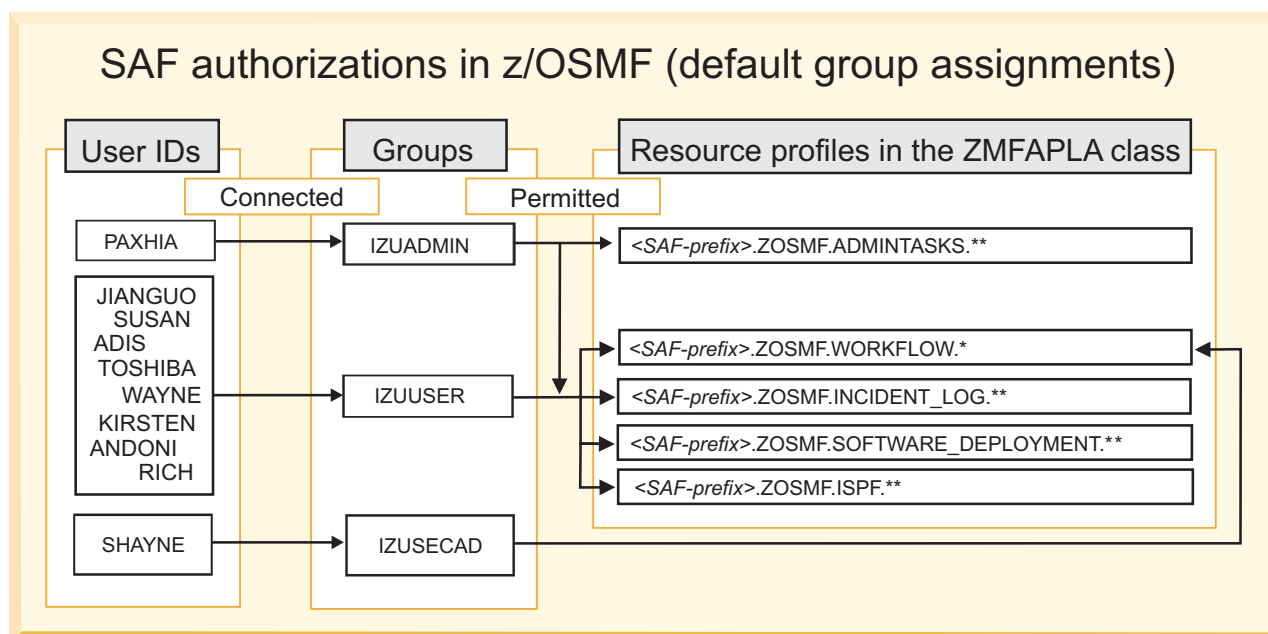 SAF authorizations in z/OSMF (default group assignments)
User IDs
Groups
Resource profiles in the ZMFAPLA class
Connected
Permitted
PAXHIA
IZUADMIN
<SAF-prefix>.ZOSMF.ADMINTASKS.**
JIANGUO
SUSAN
ADIS
TOSHIBA
WAYNE
KIRSTEN
ANDONI
RICH
IZUUSER
<SAF-prefix>.ZOSMF.WORKFLOW.*
<SAF-prefix>.ZOSMF.INCIDENT_LOG.**
<SAF-prefix>.ZOSMF.SOFTWARE_DEPLOYMENT.**
<SAF-prefix>.ZOSMF.ISPF.**
SHAYNE
IZUSECAD